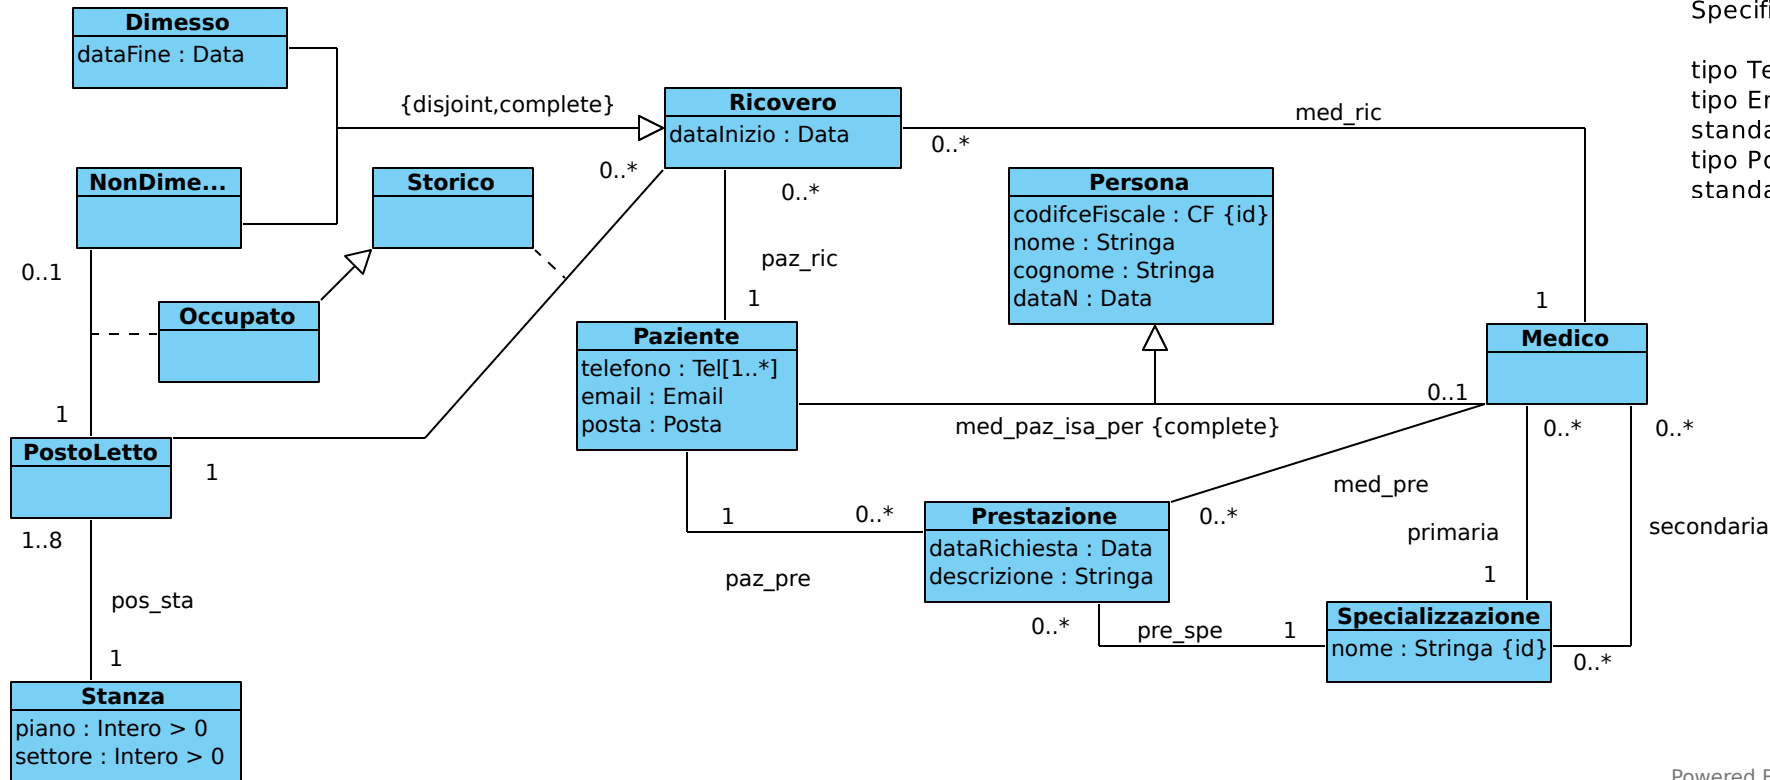 Dimesso
dataFine : Data
{disjoint,complete}
Ricovero
dataInizio : Data
med_ric
0..*
0..*
0..*
NonDime...
Storico
Persona
codifceFiscale : CF {id}
nome : Stringa
cognome : Stringa
dataN : Data
0..1
paz_ric
1
1
Occupato
Paziente
telefono : Tel[1..*]
email : Email
posta : Posta
Medico
0..1
med_paz_isa_per {complete}
1
0..*
0..*
PostoLetto
1
1..8
med_pre
1
0..*
Prestazione
dataRichiesta : Data
descrizione : Stringa
0..*
primaria
secondaria
paz_pre
1
pos_sta
0..*
pre_spe
1
Specializzazione
nome : Stringa {id}
0..*
1
Stanza
piano : Intero > 0
settore : Intero > 0
tipo
tipo
tipo
Powered